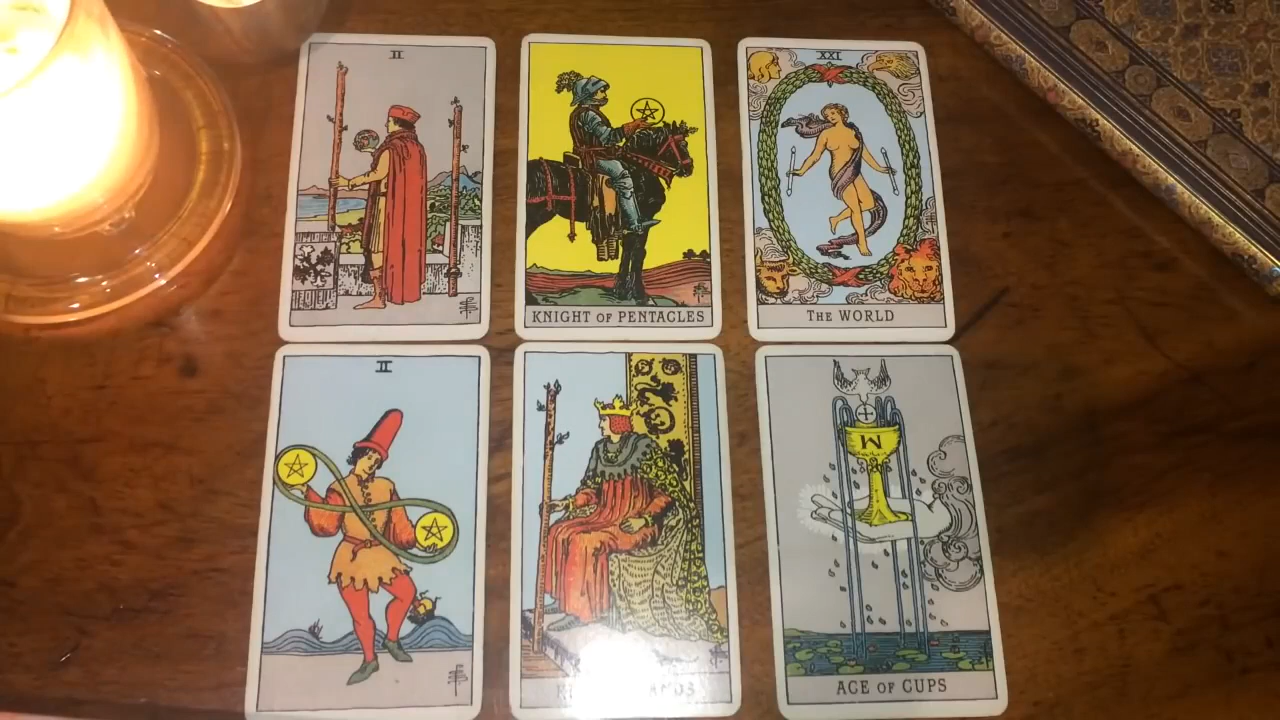 II
KNIGHT OF PENTACLES
XXI
THE WORLD
II
ACE OF CUPS